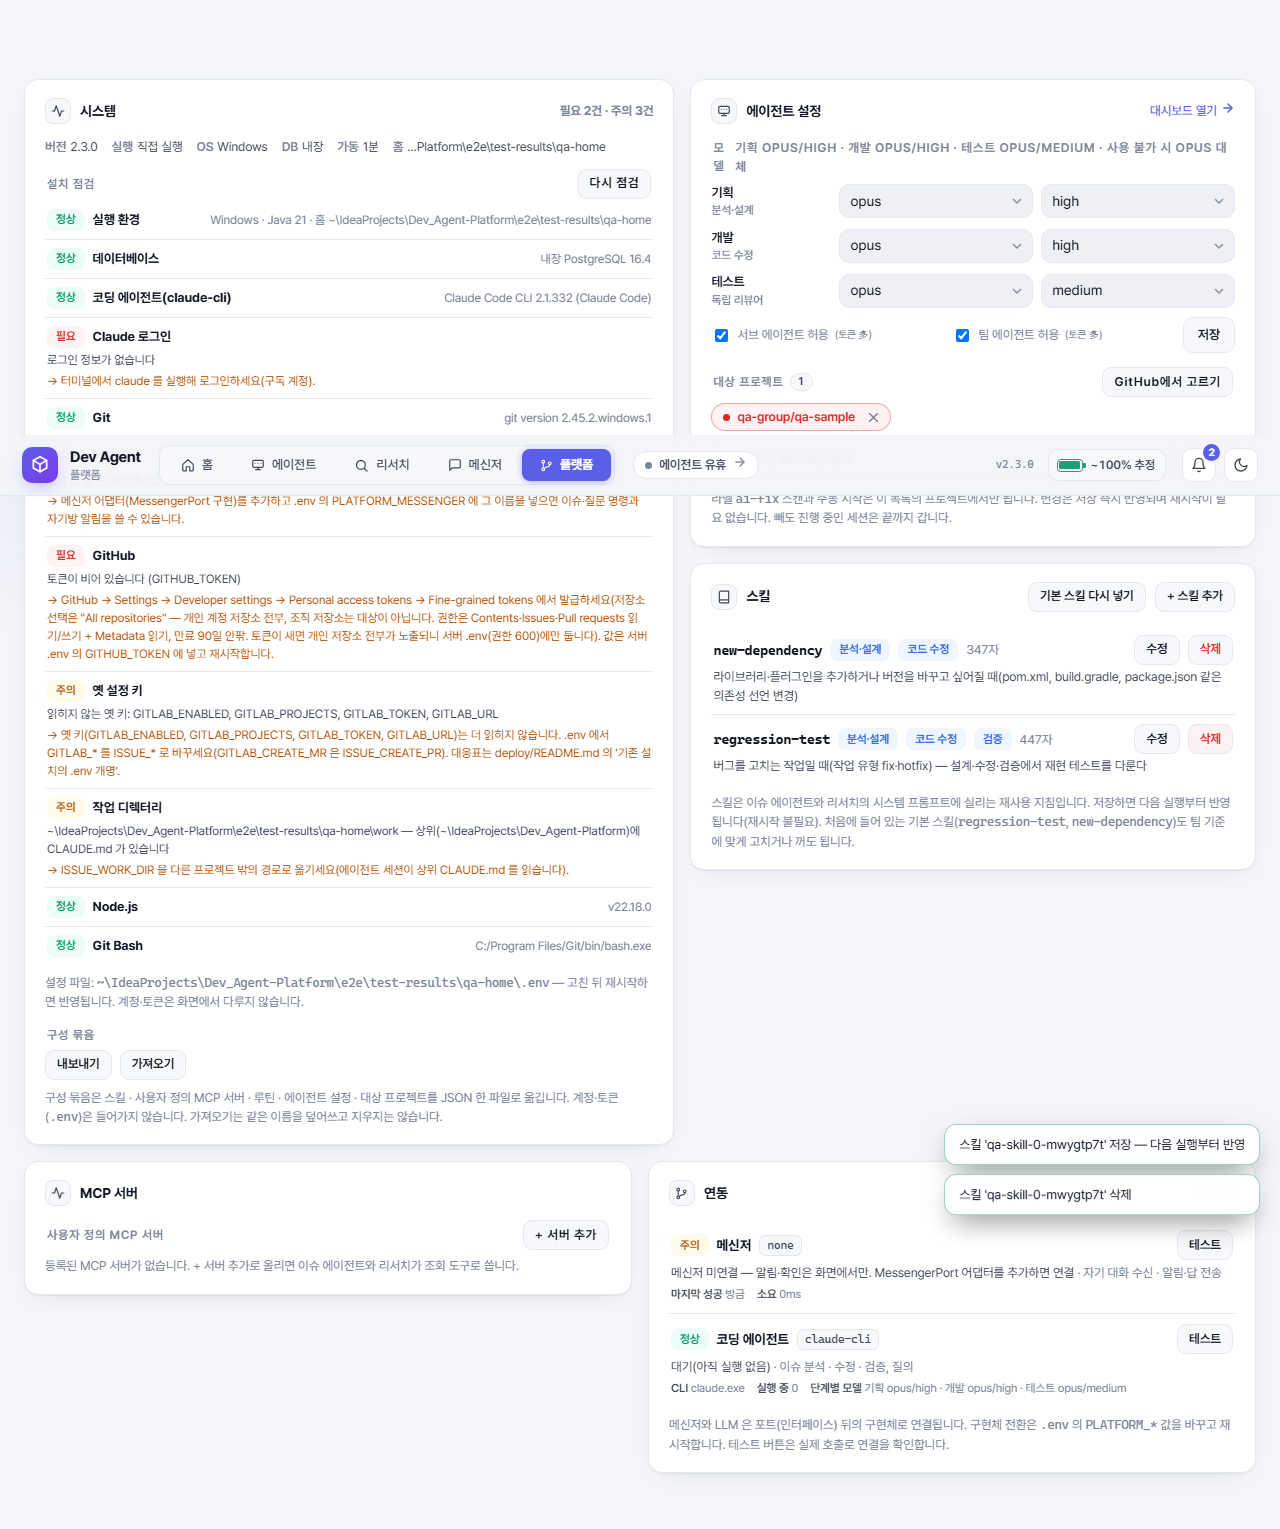 시스템
필요 2건 · 주의 3건
버전 2.3.0 실행 직접 실행 OS Windows DB 내장 가동 1분 홈 ...Platform\e2e\test-results\qa-home
설치 점검
다시 점검
정상 실행 환경 Windows · Java 21 · 홈 ~\IdeaProjects\Dev_Agent-Platform\e2e\test-results\qa-home
정상 데이터베이스 내장 PostgreSQL 16.4
정상 코딩 에이전트(claude-cli) Claude Code CLI 2.1.332 (Claude Code)
필요 Claude 로그인
로그인 정보가 없습니다
→ 터미널에서 claude 를 실행해 로그인하세요(구독 계정).
정상 Git git version 2.45.2.windows.1
에이전트 설정
대시보드 열기 →
모델 기획 OPUS/HIGH · 개발 OPUS/HIGH · 테스트 OPUS/MEDIUM · 사용 불가 시 OPUS 대체
기획 opus high
분석·설계
개발 opus high
코드 수정
테스트 opus medium
독립 리뷰어
서브 에이전트 허용 (토큰 多) 팀 에이전트 허용 (토큰 多) 저장
대상 프로젝트 1 GitHub에서 고르기
qa-group/qa-sample ×
Dev Agent
플랫폼
홈 에이전트 리서치 메신저 플랫폼
에이전트 유휴 →
v2.3.0
~100% 추정
2
→ 메신저 어댑터(MessengerPort 구현)를 추가하고 .env 의 PLATFORM_MESSENGER 에 그 이름을 넣으면 이슈·질문 명령과
자기방 알림을 쓸 수 있습니다.
필요 GitHub
토큰이 비어 있습니다 (GITHUB_TOKEN)
→ GitHub → Settings → Developer settings → Personal access tokens → Fine-grained tokens 에서 발급하세요(저장소
선택은 "All repositories" — 개인 계정 저장소 전부, 조직 저장소는 대상이 아닙니다. 권한은 Contents·Issues·Pull requests 읽
기/쓰기 + Metadata 읽기, 만료 90일 안팎. 토큰이 새면 개인 저장소 전부가 노출되니 서버 .env(권한 600)에만 둡니다). 값은 서버
.env 의 GITHUB_TOKEN 에 넣고 재시작합니다.
주의 옛 설정 키
읽히지 않는 옛 키: GITLAB_ENABLED, GITLAB_PROJECTS, GITLAB_TOKEN, GITLAB_URL
→ 옛 키(GITLAB_ENABLED, GITLAB_PROJECTS, GITLAB_TOKEN, GITLAB_URL)는 더 읽히지 않습니다. .env 에서
GITLAB_* 를 ISSUE_* 로 바꾸세요(GITLAB_CREATE_MR 은 ISSUE_CREATE_PR). 대응표는 deploy/README.md 의 '기존 설
치의 .env 개명'.
주의 작업 디렉터리
~\IdeaProjects\Dev_Agent-Platform\e2e\test-results\qa-home\work — 상위(~\IdeaProjects\Dev_Agent-Platform)에
CLAUDE.md 가 있습니다
→ ISSUE_WORK_DIR 을 다른 프로젝트 밖의 경로로 옮기세요(에이전트 세션이 상위 CLAUDE.md 를 읽습니다).
정상 Node.js v22.18.0
정상 Git Bash C:/Program Files/Git/bin/bash.exe
설정 파일: ~\IdeaProjects\Dev_Agent-Platform\e2e\test-results\qa-home\.env — 고친 뒤 재시작하
면 반영됩니다. 계정·토큰은 화면에서 다루지 않습니다.
구성 묶음
내보내기 가져오기
구성 묶음은 스킬 · 사용자 정의 MCP 서버 · 루틴 · 에이전트 설정 · 대상 프로젝트를 JSON 한 파일로 옮깁니다. 계정·토큰
(.env)은 들어가지 않습니다. 가져오기는 같은 이름을 덮어쓰고 지우지는 않습니다.
라벨 ai-fix 스캔과 수동 시작은 이 목록의 프로젝트에서만 됩니다. 변경은 저장 즉시 반영되며 재시작이 필
요 없습니다. 빼도 진행 중인 세션은 끝까지 갑니다.
스킬
기본 스킬 다시 넣기 + 스킬 추가
new-dependency 분석·설계 코드 수정 347자 수정 삭제
라이브러리·플러그인을 추가하거나 버전을 바꾸고 싶어질 때(pom.xml, build.gradle, package.json 같은
의존성 선언 변경)
regression-test 분석·설계 코드 수정 검증 447자 수정 삭제
버그를 고치는 작업일 때(작업 유형 fix·hotfix) — 설계·수정·검증에서 재현 테스트를 다룬다
스킬은 이슈 에이전트와 리서치의 시스템 프롬프트에 실리는 재사용 지침입니다. 저장하면 다음 실행부터 반영
됩니다(재시작 불필요). 처음에 들어 있는 기본 스킬(regression-test, new-dependency)도 팀 기준
에 맞게 고치거나 꺼도 됩니다.
스킬 'qa-skill-0-mwygtp7t' 저장 — 다음 실행부터 반영
스킬 'qa-skill-0-mwygtp7t' 삭제
MCP 서버
사용자 정의 MCP 서버 + 서버 추가
등록된 MCP 서버가 없습니다. + 서버 추가로 올리면 이슈 에이전트와 리서치가 조회 도구로 씁니다.
연동
주의 메신저 none 테스트
메신저 미연결 — 알림·확인은 화면에서만. MessengerPort 어댑터를 추가하면 연결 · 자기 대화 수신 · 알림·답 전송
마지막 성공 방금 소요 0ms
정상 코딩 에이전트 claude-cli 테스트
대기(아직 실행 없음) · 이슈 분석 · 수정 · 검증, 질의
CLI claude.exe 실행 중 0 단계별 모델 기획 opus/high · 개발 opus/high · 테스트 opus/medium
메신저와 LLM 은 포트(인터페이스) 뒤의 구현체로 연결됩니다. 구현체 전환은 .env 의 PLATFORM_* 값을 바꾸고 재
시작합니다. 테스트 버튼은 실제 호출로 연결을 확인합니다.